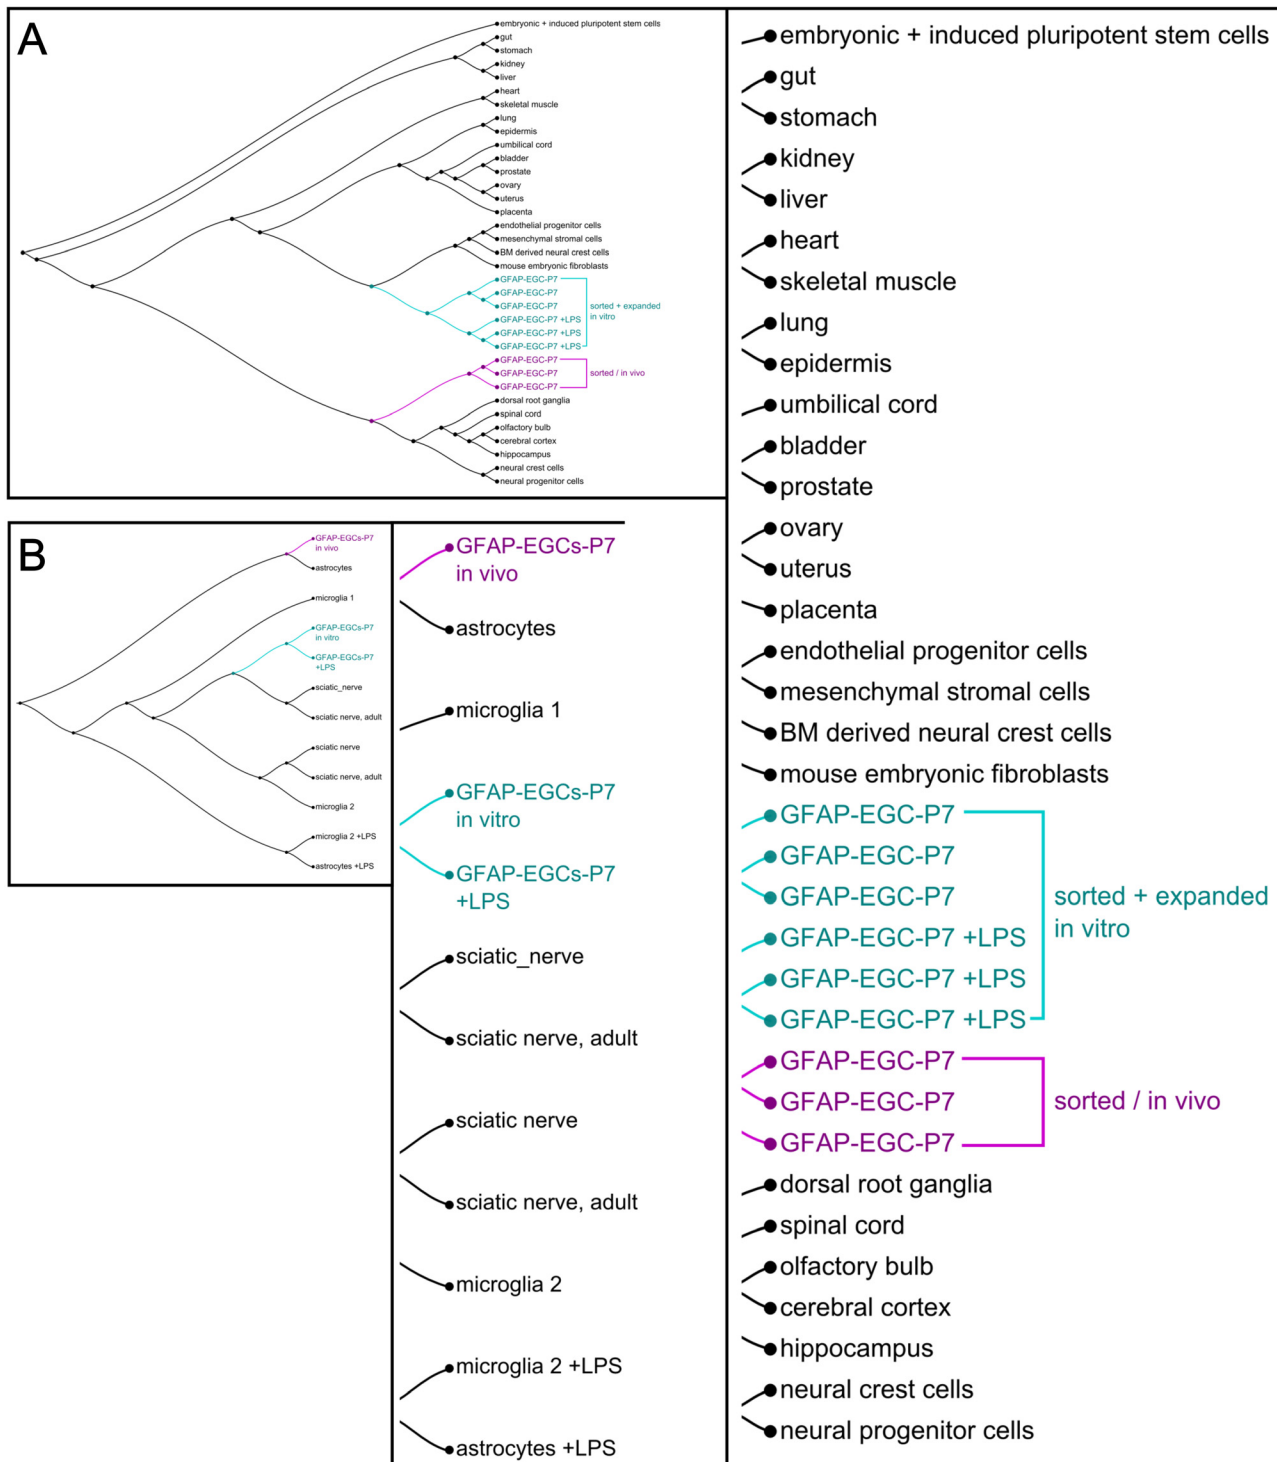 A
embryonic + induced pluripotent stem cells
gut
stomach
kidney
liver
heart
skeletal muscle
lung
epidermis
umbilical cord
bladder
prostate
ovary
uterus
placenta
endothelial progenitor cells
mesenchymal stromal cells
BM derived neural crest cells
mouse embryonic fibroblasts
GFAP-EGC-P7
GFAP-EGC-P7
GFAP-EGC-P7
GFAP-EGC-P7 +LPS
GFAP-EGC-P7 +LPS
GFAP-EGC-P7 +LPS
sorted + expanded
in vitro
GFAP-EGC-P7
GFAP-EGC-P7
GFAP-EGC-P7
sorted / in vivo
dorsal root ganglia
spinal cord
olfactory bulb
cerebral cortex
hippocampus
neural crest cells
neural progenitor cells
embryonic + induced pluripotent stem cells
gut
stomach
kidney
liver
heart
skeletal muscle
lung
epidermis
umbilical cord
bladder
prostate
ovary
uterus
placenta
endothelial progenitor cells
mesenchymal stromal cells
BM derived neural crest cells
mouse embryonic fibroblasts
GFAP-EGC-P7
GFAP-EGC-P7
GFAP-EGC-P7
GFAP-EGC-P7 +LPS
GFAP-EGC-P7 +LPS
GFAP-EGC-P7 +LPS
sorted + expanded
in vitro
GFAP-EGC-P7
GFAP-EGC-P7
GFAP-EGC-P7
sorted / in vivo
dorsal root ganglia
spinal cord
olfactory bulb
cerebral cortex
hippocampus
neural crest cells
neural progenitor cells
B
GFAP-EGCs-P7
in vivo
astrocytes
microglia 1
GFAP-EGCs-P7
in vitro
GFAP-EGCs-P7
+LPS
sciatic_nerve
sciatic nerve, adult
sciatic nerve
sciatic nerve, adult
microglia 2
microglia 2 +LPS
astrocytes +LPS
GFAP-EGCs-P7
in vivo
astrocytes
microglia 1
GFAP-EGCs-P7
in vitro
GFAP-EGCs-P7
+LPS
sciatic_nerve
sciatic nerve, adult
sciatic nerve
sciatic nerve, adult
microglia 2
microglia 2 +LPS
astrocytes +LPS